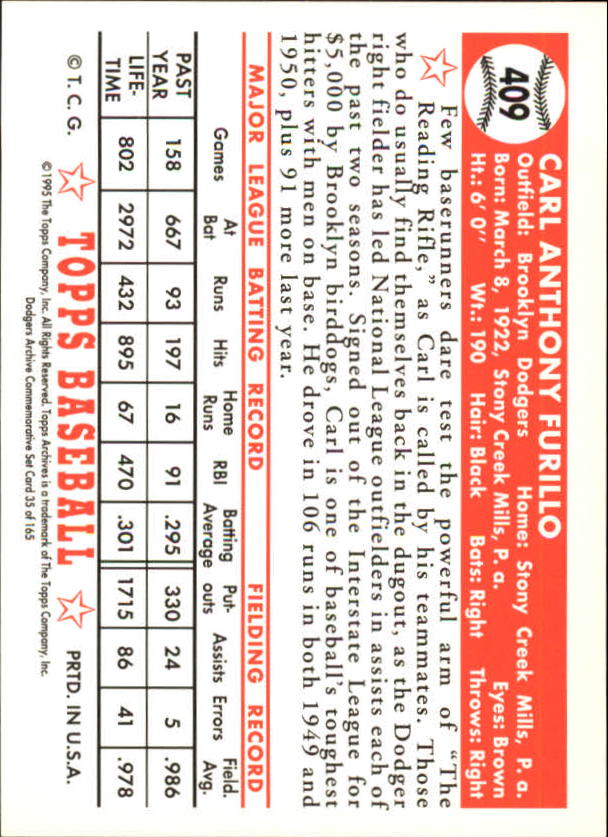 409
CARL ANTHONY FURILLO
Outfield: Brooklyn Dodgers Home: Stony Creek Mills, P. a.
Born: March 8, 1922, Stony Creek Mills, P. a. Eyes: Brown
Ht.: 6' 0" Wt.: 190 Hair: Black Bats: Right Throws: Right
Few baserunners dare test the powerful arm of "The
Reading Rifle," as Carl is called by his teammates. Those
who do usually find themselves back in the dugout, as the Dodger
right fielder has led National League outfielders in assists each of
the past two seasons. Signed out of the Interstate League for
$5,000 by Brooklyn birddogs, Carl is one of baseball's toughest
hitters with men on base. He drove in 106 runs in both 1949 and
1950, plus 91 more last year.
MAJOR LEAGUE BATTING RECORD FIELDING RECORD
Games At Bat Runs Hits Home Runs RBI Batting Average Put-outs Assists Errors Field. Avg.
PAST YEAR 158 667 93 197 16 91 .295 330 24 5 .986
LIFE-TIME 802 2972 432 895 67 470 .301 1715 86 41 .978
© T. C. G. TOPPS BASEBALL PRTD. IN U.S.A.
© 1995 The Topps Company, Inc. All Rights Reserved. Topps Archives is a trademark of The Topps Company, Inc.
Dodgers Archive Commemorative Set Card 35 of 165